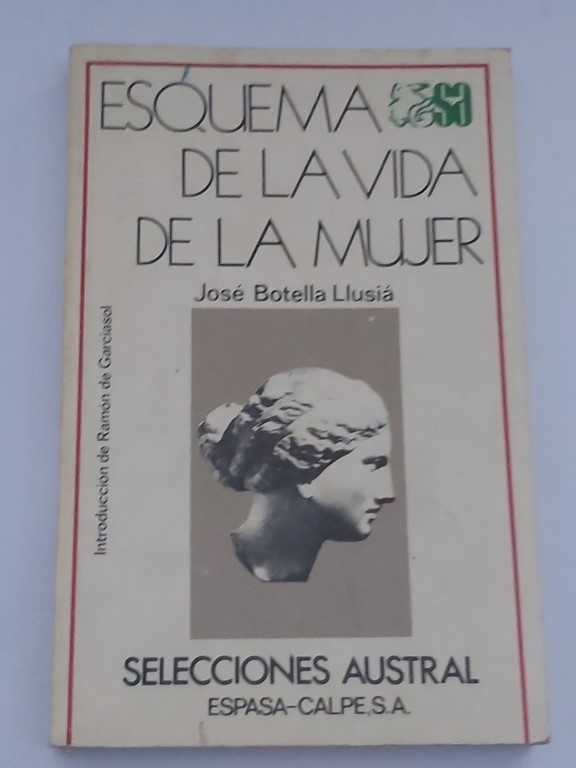 ESQUEMA
DE LA VIDA
DE LA MUJER
José Botella Llusiá
Introducción de Ramón de Garciasol
SELECCIONES AUSTRAL
ESPASA-CALPE, S.A.